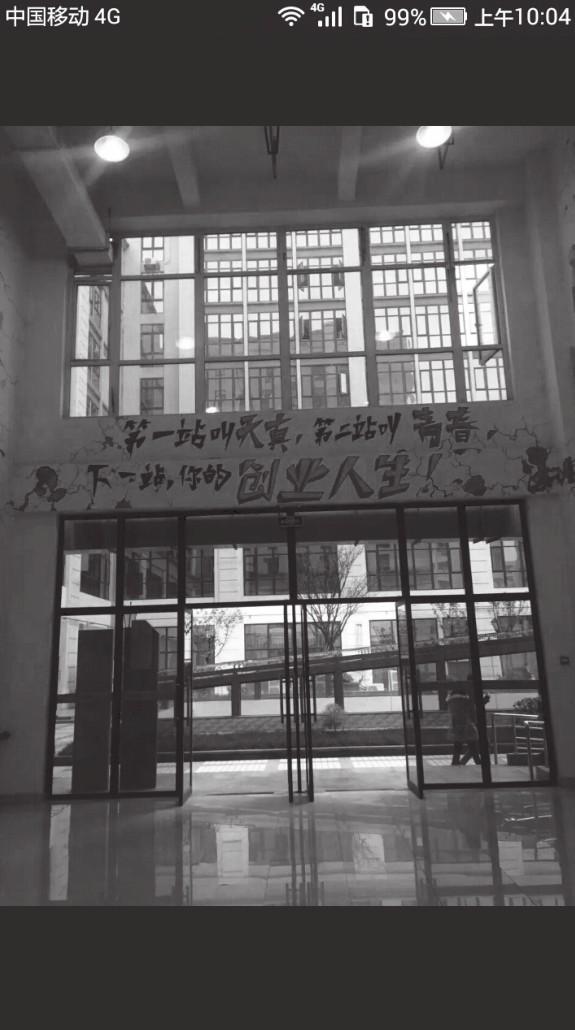 中国移动 4G
4G
99%
上午10:04
第一站叫天真，第二站叫青春，
下一站，你的创业人生！